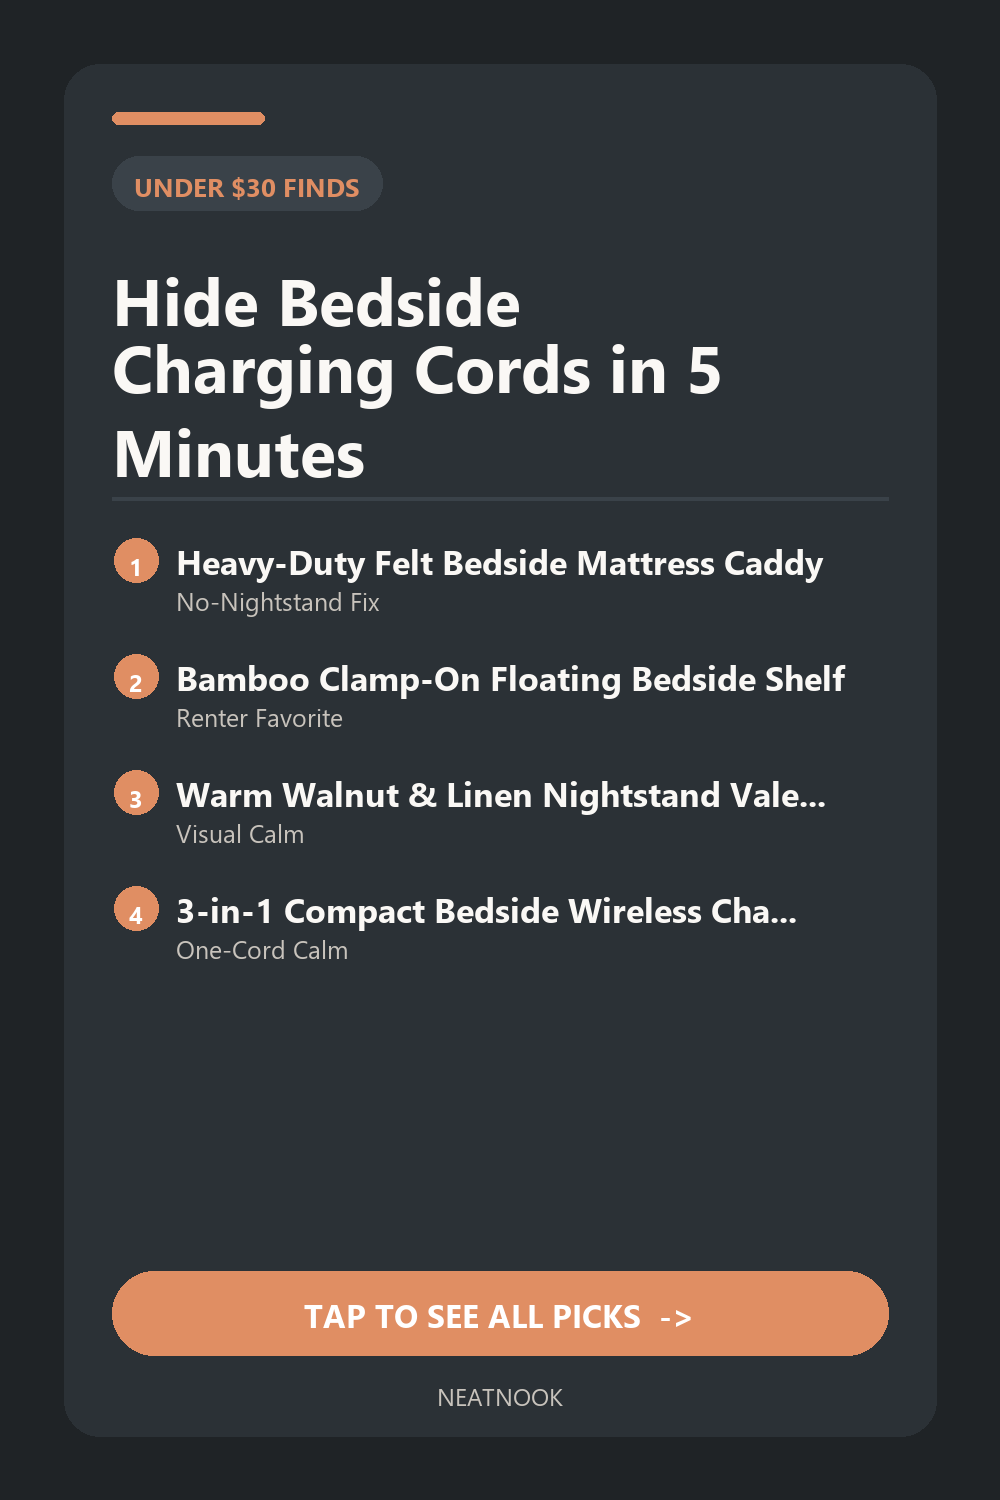 UNDER $30 FINDS
Hide Bedside
Charging Cords in 5
Minutes
1 Heavy-Duty Felt Bedside Mattress Caddy
No-Nightstand Fix
2 Bamboo Clamp-On Floating Bedside Shelf
Renter Favorite
3 Warm Walnut & Linen Nightstand Vale...
Visual Calm
4 3-in-1 Compact Bedside Wireless Cha...
One-Cord Calm
TAP TO SEE ALL PICKS ->
NEATNOOK